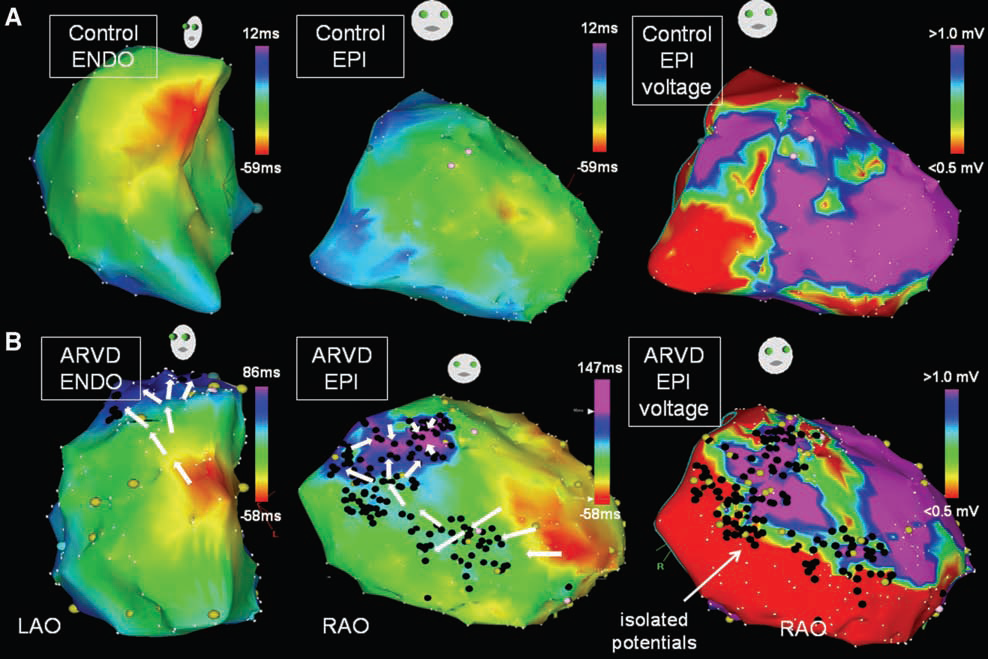 A
Control
ENDO
12ms
-59ms
Control
EPI
12ms
-59ms
Control
EPI
voltage
>1.0 mV
<0.5 mV
B
ARVD
ENDO
86ms
-58ms
L
LAO
ARVD
EPI
147ms
-58ms
RAO
ARVD
EPI
voltage
>1.0 mV
<0.5 mV
R
isolated
potentials
RAO